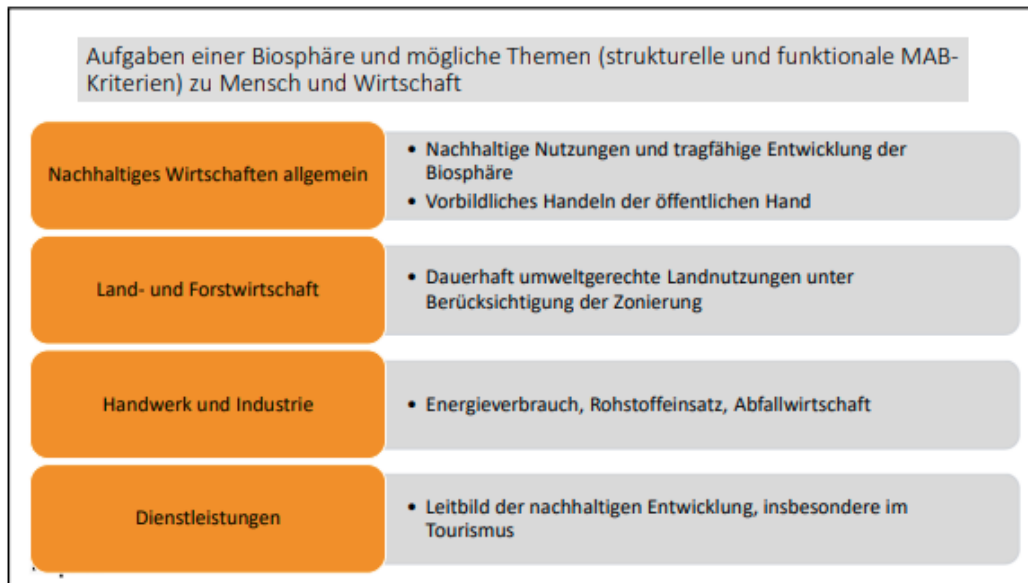 Aufgaben einer Biosphäre und mögliche Themen (strukturelle und funktionale MAB-
Kriterien) zu Mensch und Wirtschaft
Nachhaltiges Wirtschaften allgemein
• Nachhaltige Nutzungen und tragfähige Entwicklung der
Biosphäre
• Vorbildliches Handeln der öffentlichen Hand
Land- und Forstwirtschaft
• Dauerhaft umweltgerechte Landnutzungen unter
Berücksichtigung der Zonierung
Handwerk und Industrie
• Energieverbrauch, Rohstoffeinsatz, Abfallwirtschaft
Dienstleistungen
• Leitbild der nachhaltigen Entwicklung, insbesondere im
Tourismus